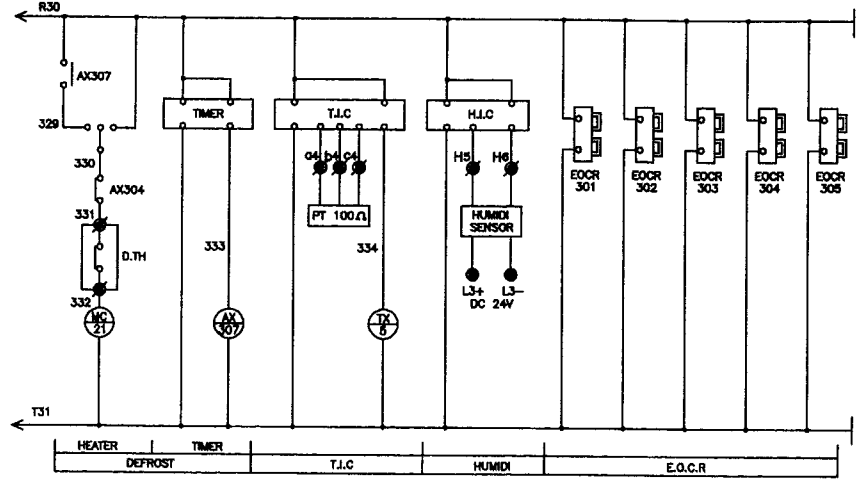 R30
AX307
329
330
AX304
331
D.TH
332
MC
21
TIMER
333
AX
307
T.I.C
a4 b4 c4
PT 100Ω
334
TX
5
H.I.C
H5 H6
HUMIDI
SENSOR
L3+ L3-
DC 24V
EOCR
301
EOCR
302
EOCR
303
EOCR
304
EOCR
305
T31
HEATER TIMER
DEFROST T.I.C HUMIDI E.O.C.R